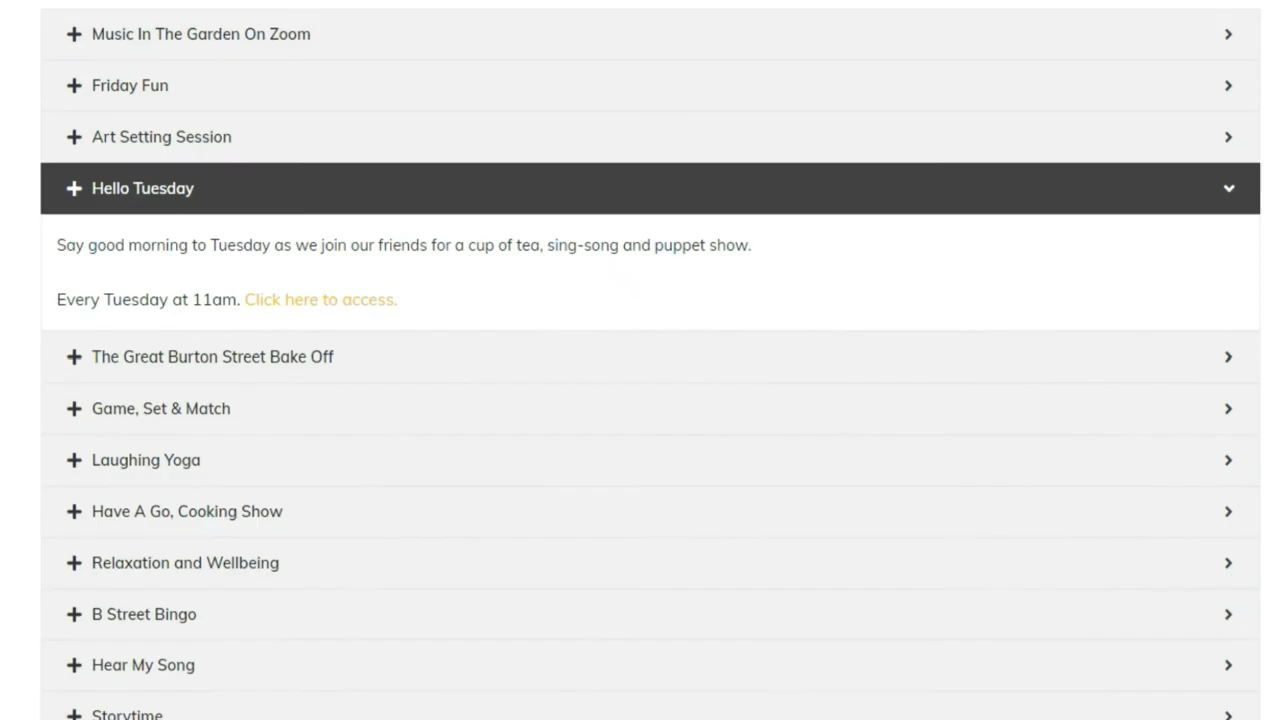 Music In The Garden On Zoom
Friday Fun
Art Setting Session
Hello Tuesday
Say good morning to Tuesday as we join our friends for a cup of tea, sing-song and puppet show.
Every Tuesday at 11am. Click here to access.
The Great Burton Street Bake Off
Game, Set & Match
Laughing Yoga
Have A Go, Cooking Show
Relaxation and Wellbeing
B Street Bingo
Hear My Song
Storytime